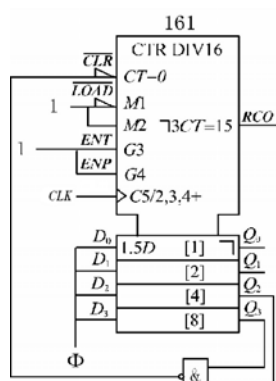 161
CTR DIV16
CLR
CT=0
LOAD
1
M1
M2
⌝3CT=15
RCO
ENT
1
G3
ENP
G4
CLK
C5/2,3,4+
D₀
1.5D
[1]
⌝
Q₀
D₁
[2]
Q₁
D₂
[4]
Q₂
D₃
[8]
Q₃
Φ
&